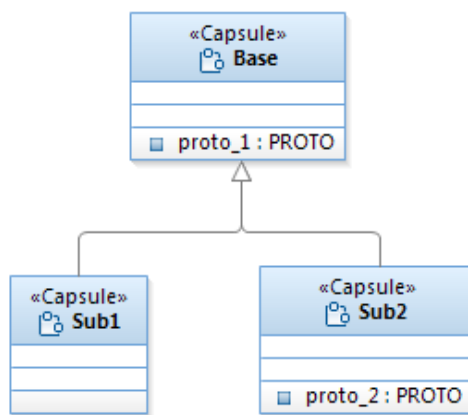 «Capsule»
Base
proto_1 : PROTO
«Capsule»
Sub1
«Capsule»
Sub2
proto_2 : PROTO